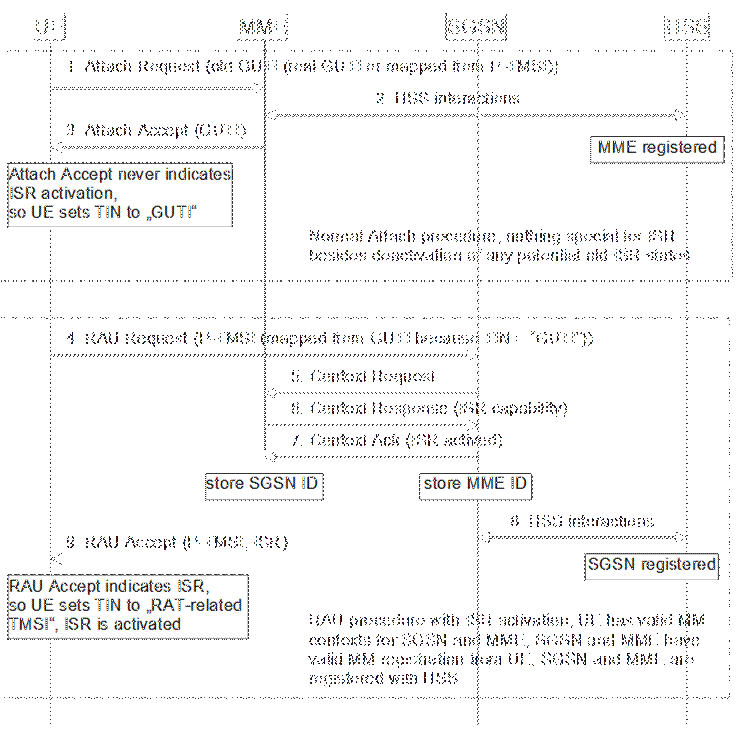 UE MME SGSN HSS
1. Attach Request (old GUTI (real GUTI or mapped from P-TMSI))
2. HSS interactions
3. Attach Accept (GUTI)
MME registered
Attach Accept never indicates
ISR activation,
so UE sets TIN to „GUTI“
Normal Attach procedure, nothing special for ISR
besides deactivation of any potential old ISR states
4. RAU Request (P-TMSI (mapped from GUTI because TIN = "GUTI"))
5. Context Request
6. Context Response (ISR capability)
7. Context Ack (ISR actived)
store SGSN ID
store MME ID
8. HSS interactions
9. RAU Accept (P-TMSI, ISR)
SGSN registered
RAU Accept indicates ISR,
so UE sets TIN to „RAT-related
TMSI“, ISR is activated
RAU procedure with ISR activation, UE has valid MM
contexts for SGSN and MME, SGSN and MME have
valid MM registration from UE, SGSN and MME are
registered with HSS